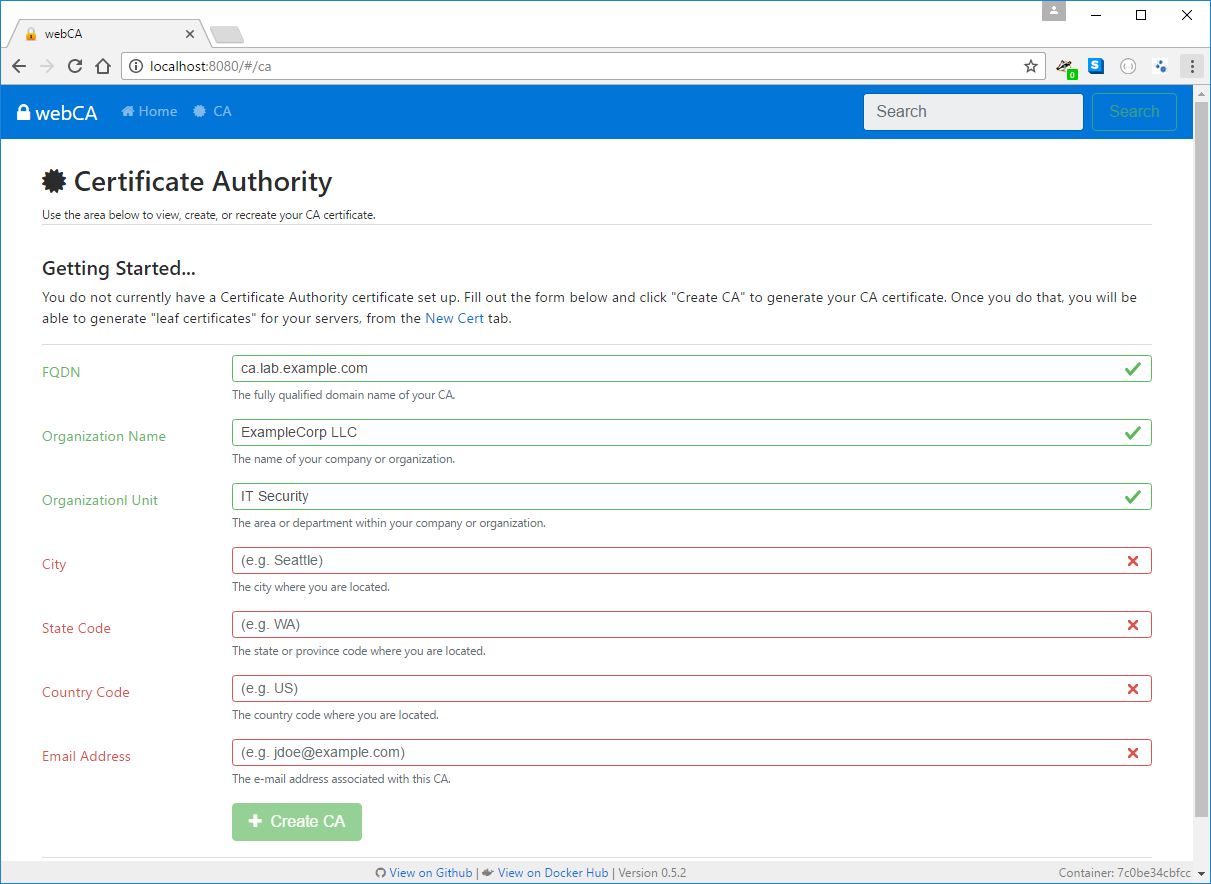 webCA
localhost:8080/#/ca
0
S
webCA Home CA Search Search
Certificate Authority
Use the area below to view, create, or recreate your CA certificate.
Getting Started...
You do not currently have a Certificate Authority certificate set up. Fill out the form below and click "Create CA" to generate your CA certificate. Once you do that, you will be
able to generate "leaf certificates" for your servers, from the New Cert tab.
FQDN ca.lab.example.com
The fully qualified domain name of your CA.
Organization Name ExampleCorp LLC
The name of your company or organization.
Organizationl Unit IT Security
The area or department within your company or organization.
City (e.g. Seattle)
The city where you are located.
State Code (e.g. WA)
The state or province code where you are located.
Country Code (e.g. US)
The country code where you are located.
Email Address (e.g. jdoe@example.com)
The e-mail address associated with this CA.
Create CA
View on Github | View on Docker Hub | Version 0.5.2 Container: 7c0be34cbfcc